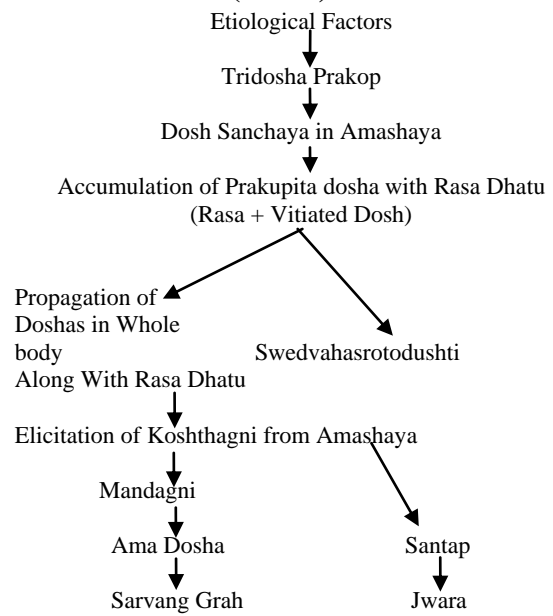 Etiological Factors
Tridosha Prakop
Dosh Sanchaya in Amashaya
Accumulation of Prakupita dosha with Rasa Dhatu
(Rasa + Vitiated Dosh)
Propagation of
Doshas in Whole
body
Along With Rasa Dhatu
Swedvahasrotodushti
Elicitation of Koshthagni from Amashaya
Mandagni
Ama Dosha
Santap
Sarvang Grah
Jwara